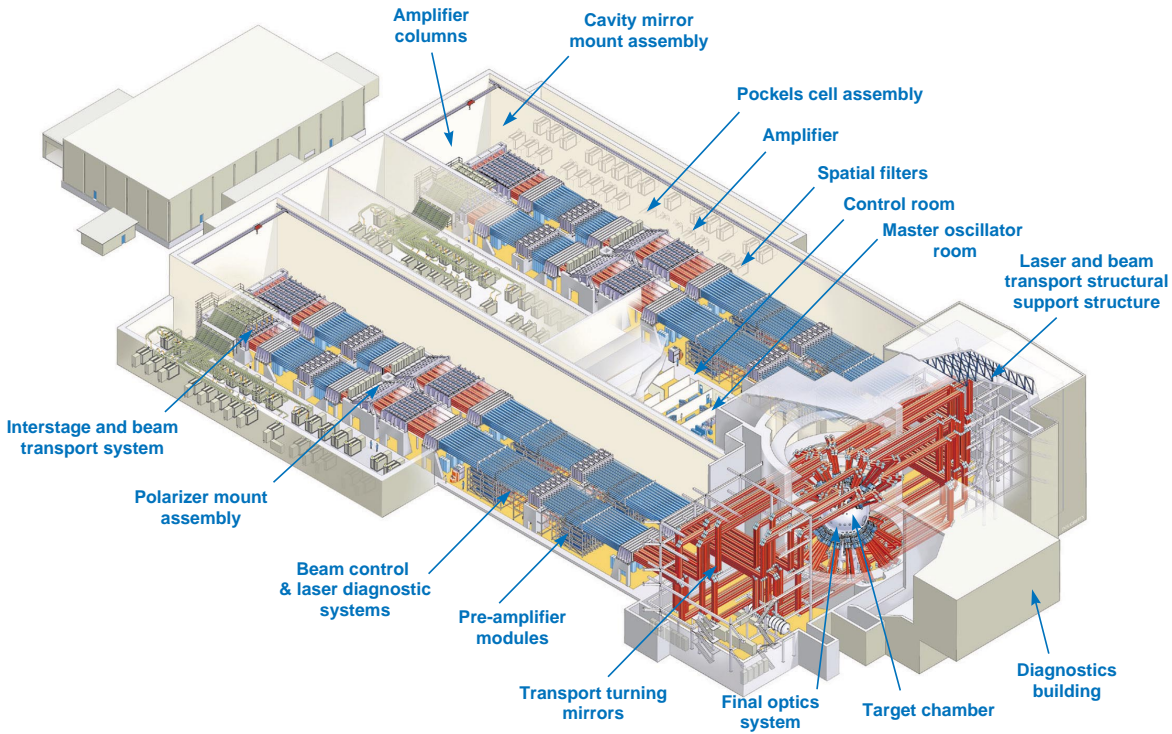 Amplifier
columns
Cavity mirror
mount assembly
Pockels cell assembly
Amplifier
Spatial filters
Control room
Master oscillator
room
Laser and beam
transport structural
support structure
Interstage and beam
transport system
Polarizer mount
assembly
Beam control
& laser diagnostic
systems
Pre-amplifier
modules
Transport turning
mirrors
Final optics
system
Target chamber
Diagnostics
building